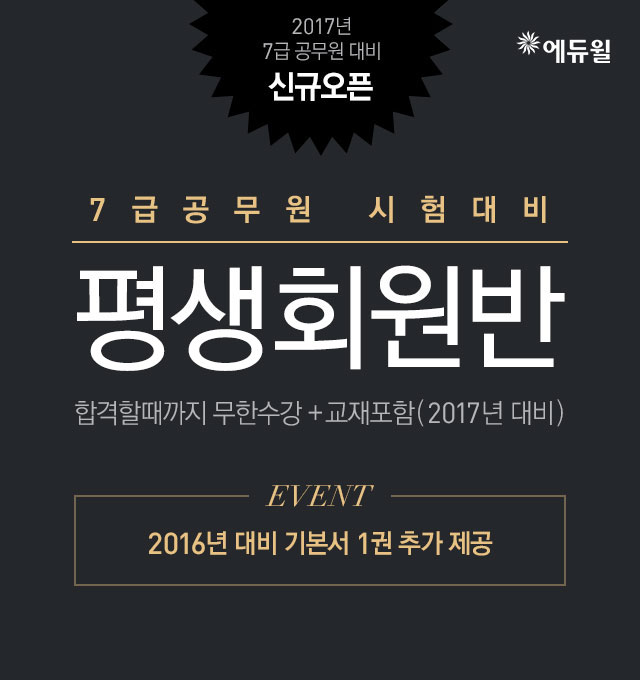 2017년
7급 공무원 대비
신규오픈
에듀윌
7급공무원 시험대비
평생회원반
합격할때까지 무한수강+교재포함(2017년 대비)
EVENT
2016년 대비 기본서 1권 추가 제공